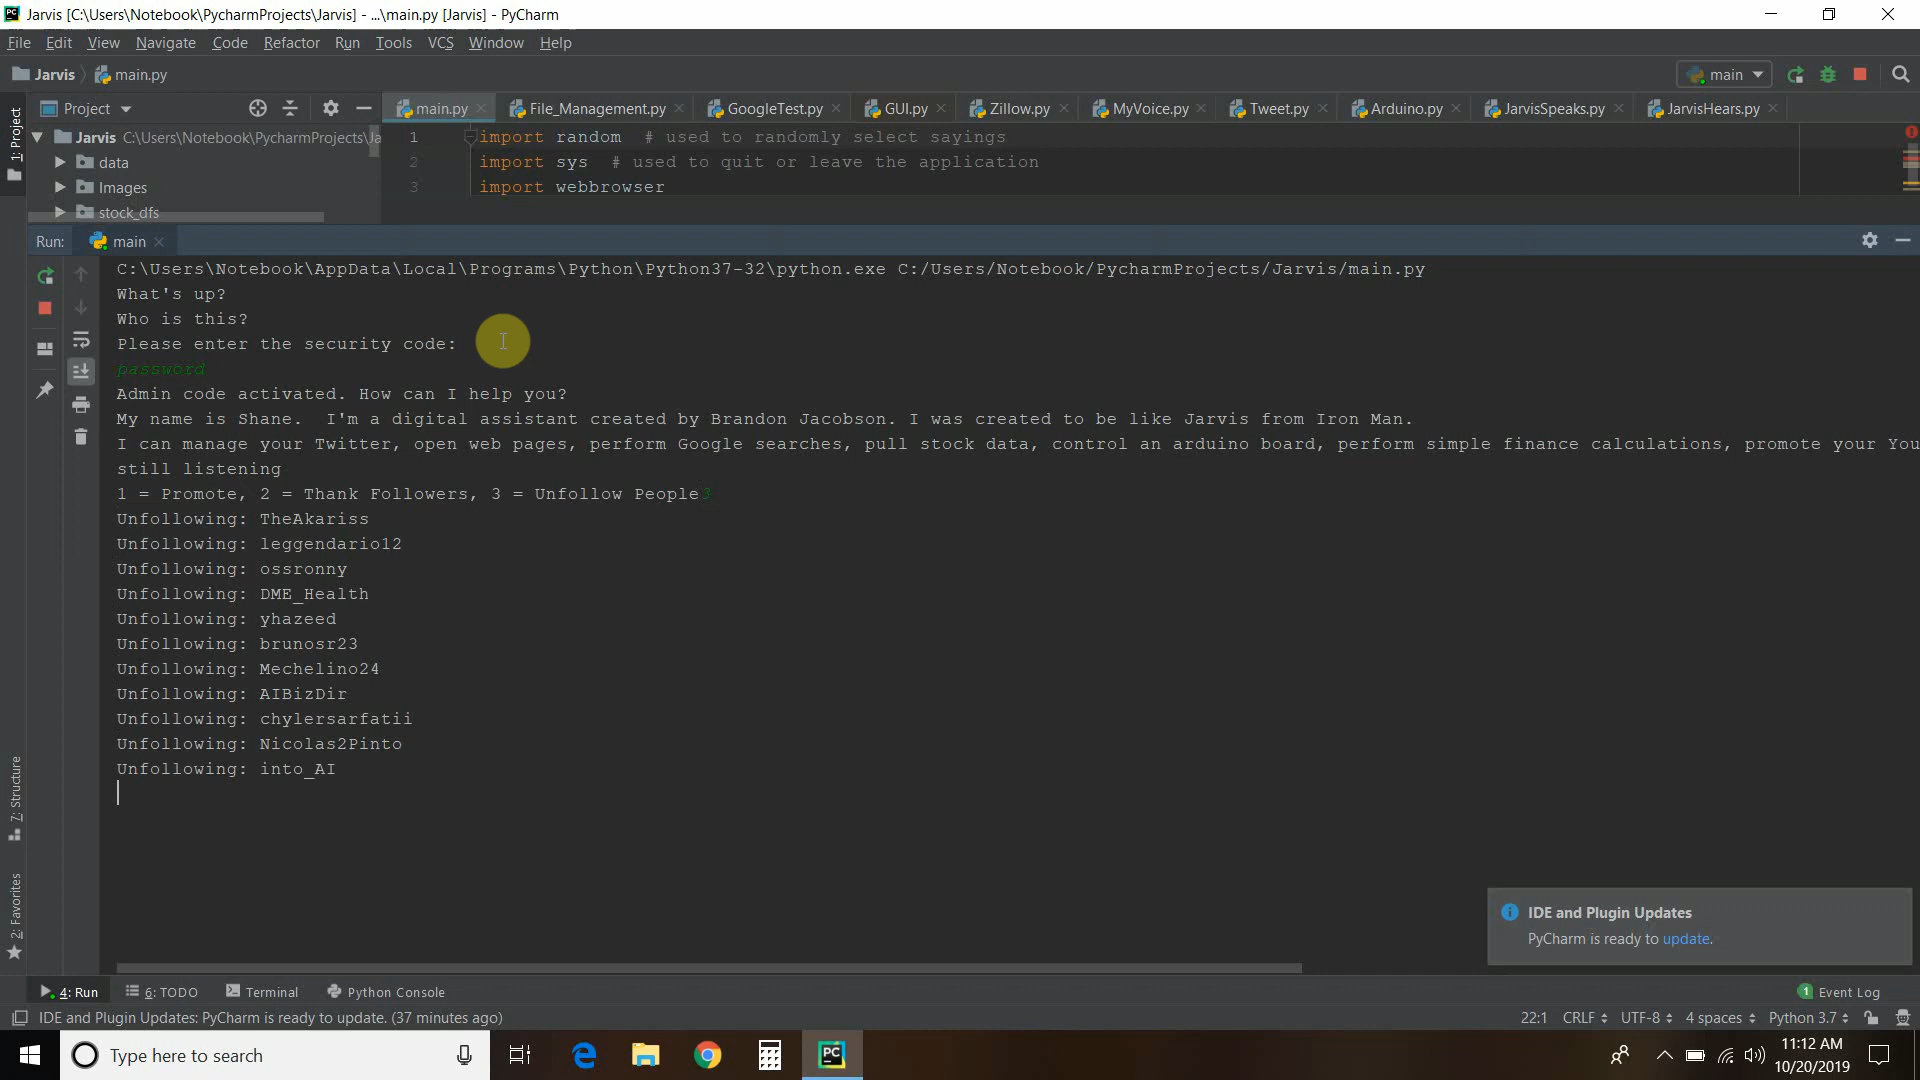 Jarvis [C:\Users\Notebook\PycharmProjects\Jarvis] - ...\main.py [Jarvis] - PyCharm
File Edit View Navigate Code Refactor Run Tools VCS Window Help
Jarvis main.py
main
Project
main.py File_Management.py GoogleTest.py GUI.py Zillow.py MyVoice.py Tweet.py Arduino.py JarvisSpeaks.py JarvisHears.py
1: Project
Jarvis C:\Users\Notebook\PycharmProjects\Ja
data
Images
stock_dfs
1 import random # used to randomly select sayings
2 import sys # used to quit or leave the application
3 import webbrowser
Run: main
C:\Users\Notebook\AppData\Local\Programs\Python\Python37-32\python.exe C:/Users/Notebook/PycharmProjects/Jarvis/main.py
What's up?
Who is this?
Please enter the security code:
password
Admin code activated. How can I help you?
My name is Shane.  I'm a digital assistant created by Brandon Jacobson. I was created to be like Jarvis from Iron Man.
I can manage your Twitter, open web pages, perform Google searches, pull stock data, control an arduino board, perform simple finance calculations, promote your You
still listening
1 = Promote, 2 = Thank Followers, 3 = Unfollow People3
Unfollowing: TheAkariss
Unfollowing: leggendario12
Unfollowing: ossronny
Unfollowing: DME_Health
Unfollowing: yhazeed
Unfollowing: brunosr23
Unfollowing: Mechelino24
Unfollowing: AIBizDir
Unfollowing: chylersarfatii
Unfollowing: Nicolas2Pinto
Unfollowing: into_AI
7: Structure
2: Favorites
IDE and Plugin Updates
PyCharm is ready to update.
4: Run 6: TODO Terminal Python Console
1 Event Log
IDE and Plugin Updates: PyCharm is ready to update. (37 minutes ago)
22:1 CRLF UTF-8 4 spaces Python 3.7
Type here to search
11:12 AM
10/20/2019